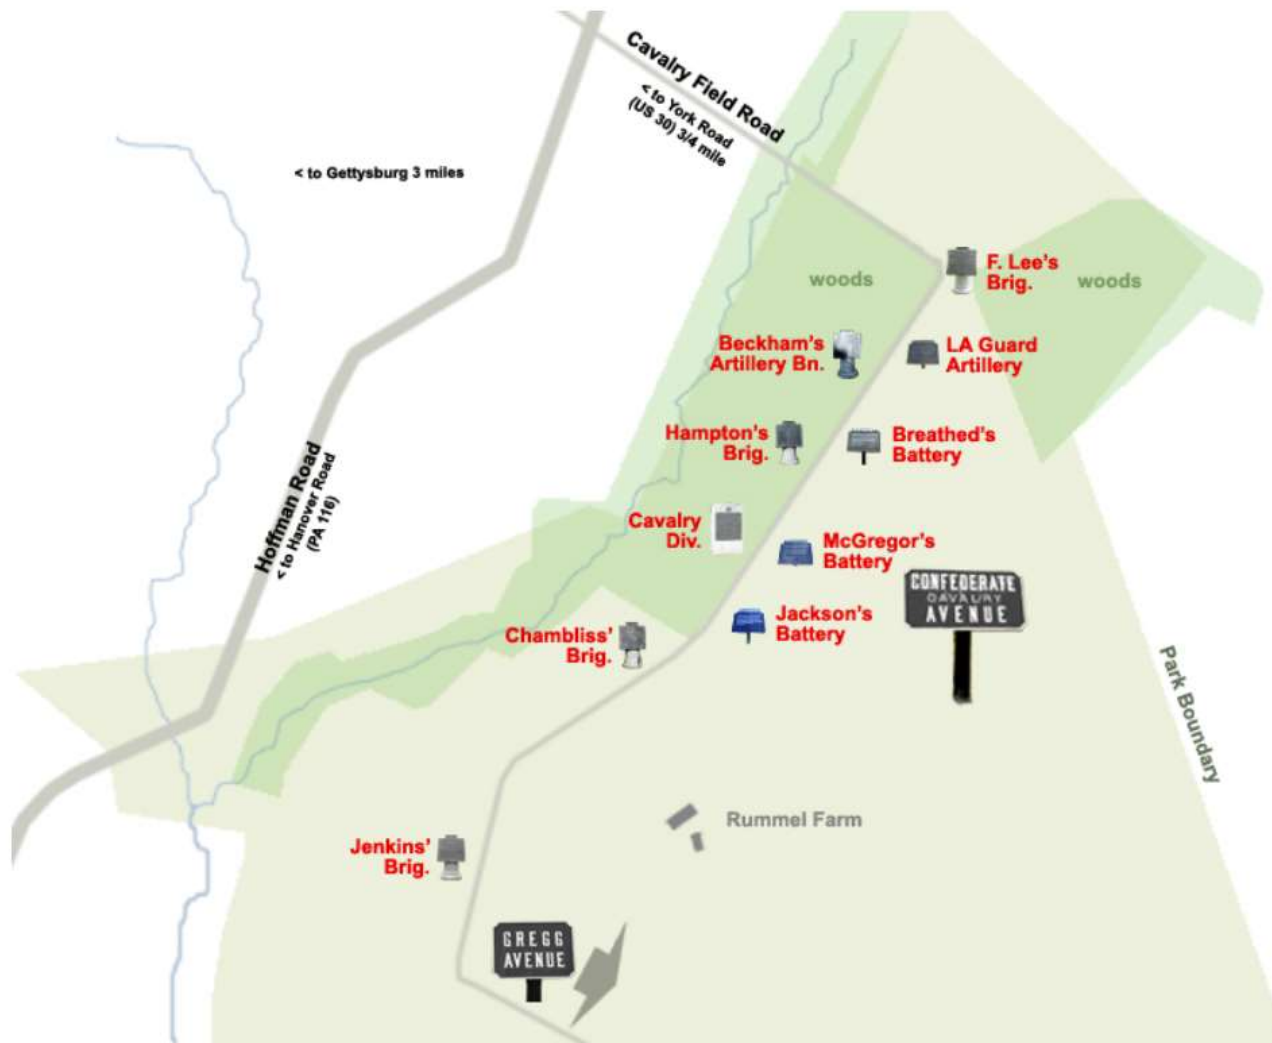 Cavalry Field Road
< to York Road
(US 30) 3/4 mile
< to Gettysburg 3 miles
woods
F. Lee's
Brig.
woods
Beckham's
Artillery Bn.
LA Guard
Artillery
Hampton's
Brig.
Breathed's
Battery
Hoffman Road
< to Hanover Road
(PA 116)
Cavalry
Div.
McGregor's
Battery
CONFEDERATE
CAVALRY
AVENUE
Chambliss'
Brig.
Jackson's
Battery
Park Boundary
Rummel Farm
Jenkins'
Brig.
GREGG
AVENUE